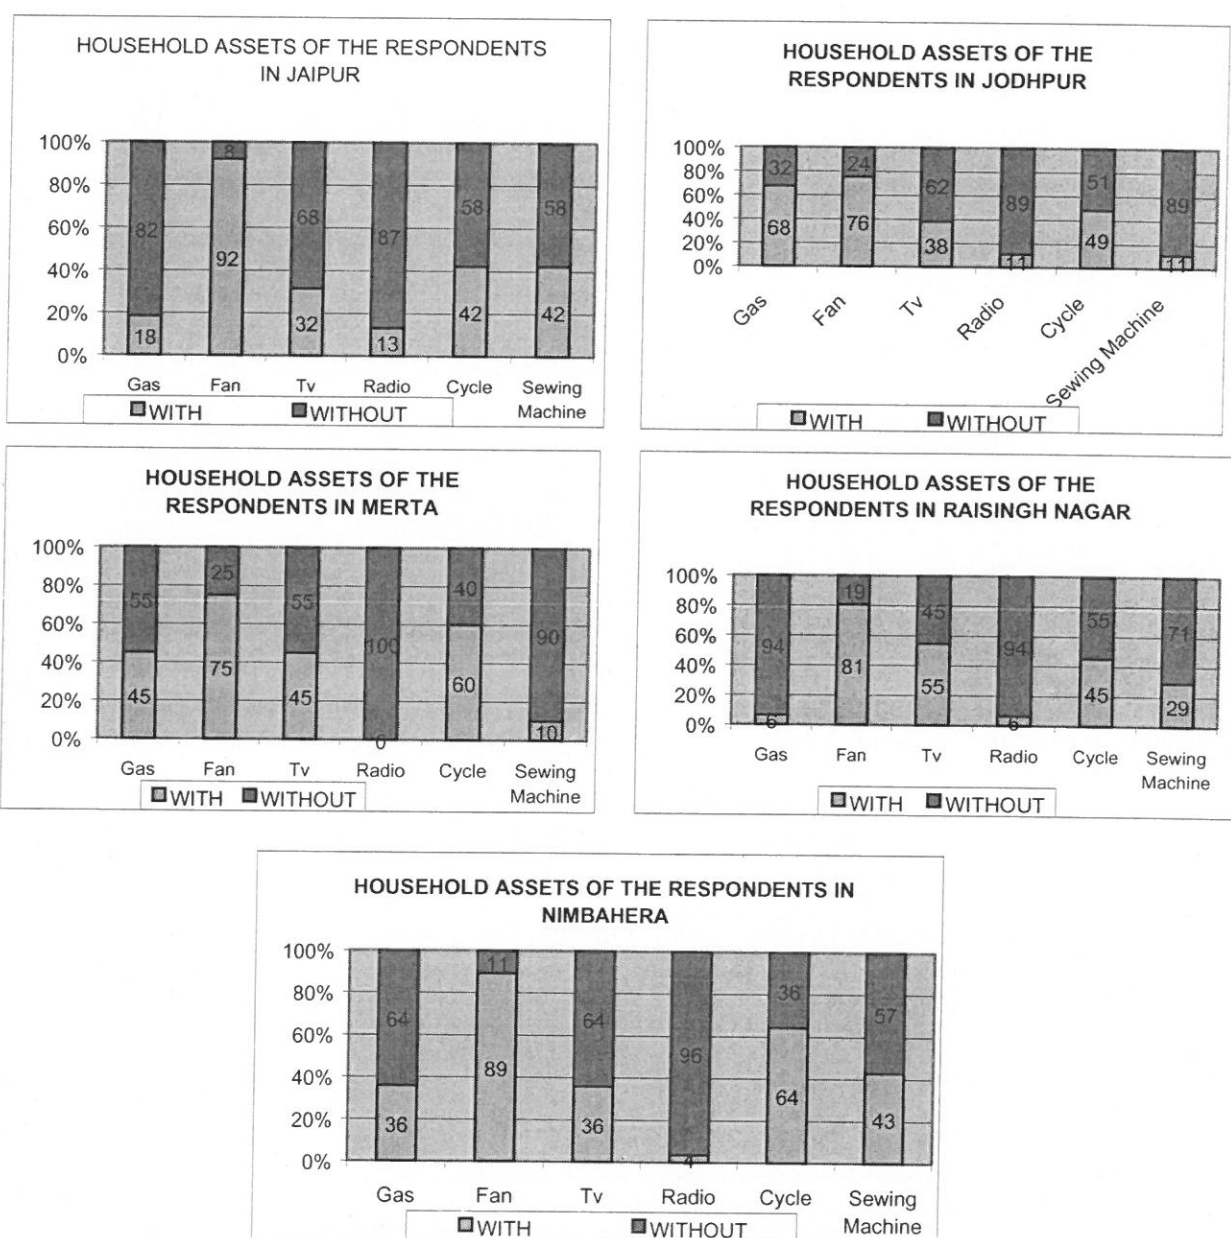 HOUSEHOLD ASSETS OF THE RESPONDENTS
IN JAIPUR
100%
80%
60%
40%
20%
0%
82 8 68 87 58 58
18 92 32 13 42 42
Gas Fan Tv Radio Cycle Sewing
Machine
WITH WITHOUT
HOUSEHOLD ASSETS OF THE
RESPONDENTS IN JODHPUR
100%
80%
60%
40%
20%
0%
32 24 62 89 51 89
68 76 38 11 49 11
Gas Fan Tv Radio Cycle Sewing Machine
WITH WITHOUT
HOUSEHOLD ASSETS OF THE
RESPONDENTS IN MERTA
100%
80%
60%
40%
20%
0%
55 25 55 100 40 90
45 75 45 0 60 10
Gas Fan Tv Radio Cycle Sewing
Machine
WITH WITHOUT
HOUSEHOLD ASSETS OF THE
RESPONDENTS IN RAISINGH NAGAR
100%
80%
60%
40%
20%
0%
94 19 45 94 55 71
6 81 55 6 45 29
Gas Fan Tv Radio Cycle Sewing
Machine
WITH WITHOUT
HOUSEHOLD ASSETS OF THE RESPONDENTS IN
NIMBAHERA
100%
80%
60%
40%
20%
0%
64 11 64 96 36 57
36 89 36 4 64 43
Gas Fan Tv Radio Cycle Sewing
Machine
WITH WITHOUT